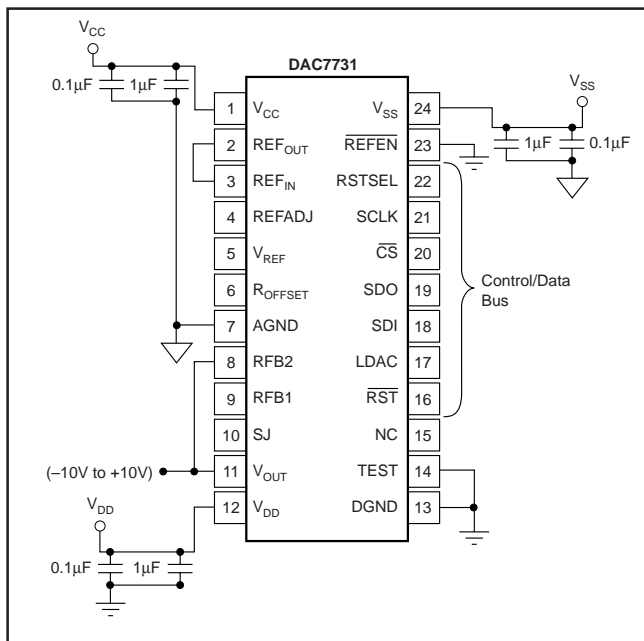 V_CC
0.1µF 1µF
DAC7731
1 V_CC V_SS 24
2 REF_OUT R̅E̅F̅E̅N̅ 23
3 REF_IN RSTSEL 22
4 REFADJ SCLK 21
5 V_REF C̅S̅ 20
6 R_OFFSET SDO 19
7 AGND SDI 18
8 RFB2 LDAC 17
9 RFB1 R̅S̅T̅ 16
10 SJ NC 15
11 V_OUT TEST 14
12 V_DD DGND 13
V_SS
1µF 0.1µF
Control/Data
Bus
(–10V to +10V)
V_DD
0.1µF 1µF